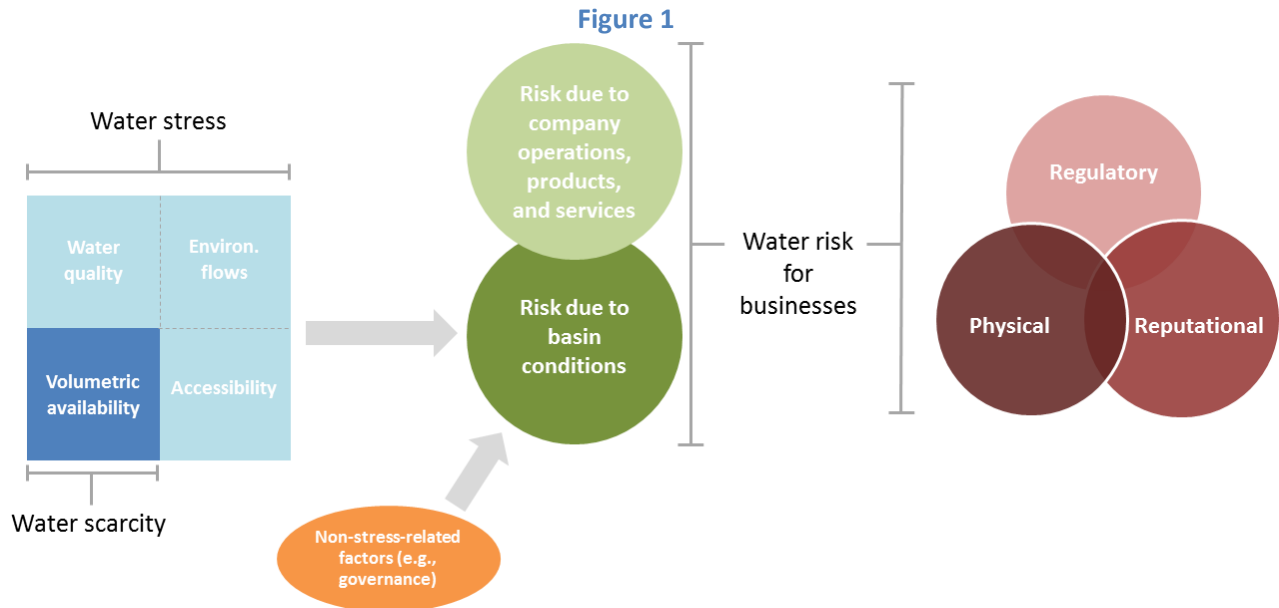 Figure 1
Water stress
Water
quality
Environ.
flows
Volumetric
availability
Accessibility
Water scarcity
Risk due to
company
operations,
products,
and services
Risk due to
basin
conditions
Non-stress-related
factors (e.g.,
governance)
Water risk
for
businesses
Regulatory
Physical
Reputational